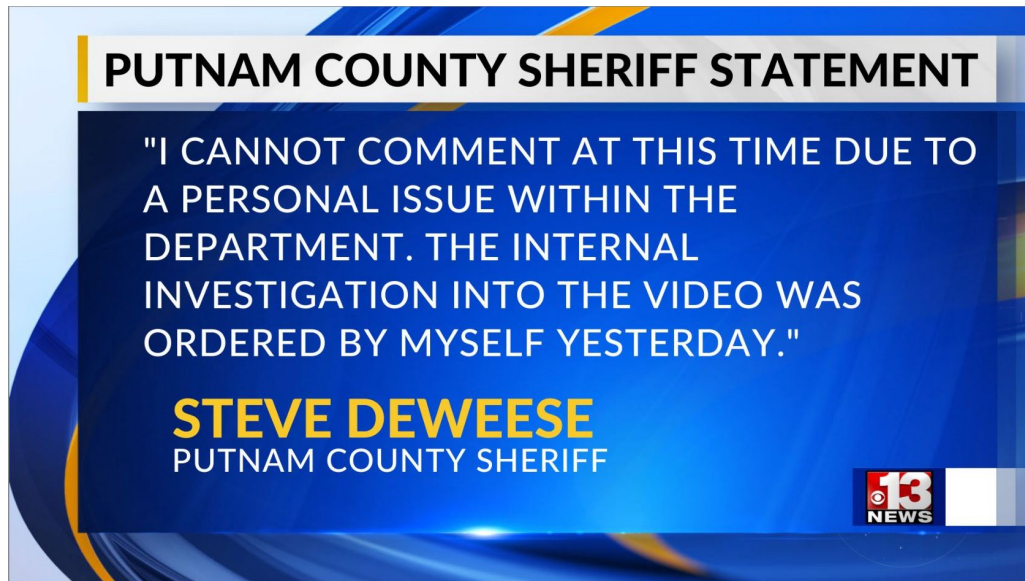 PUTNAM COUNTY SHERIFF STATEMENT
"I CANNOT COMMENT AT THIS TIME DUE TO
A PERSONAL ISSUE WITHIN THE
DEPARTMENT. THE INTERNAL
INVESTIGATION INTO THE VIDEO WAS
ORDERED BY MYSELF YESTERDAY."
STEVE DEWEESE
PUTNAM COUNTY SHERIFF
13
NEWS